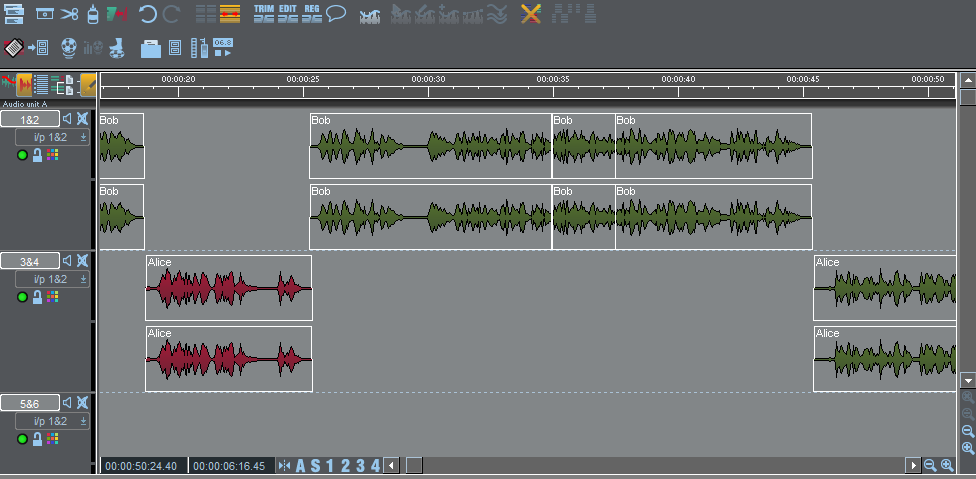 TRIM EDIT REG
06.8
00:00:20 00:00:25 00:00:30 00:00:35 00:00:40 00:00:45 00:00:50
Audio unit A
1&2
i/p 1&2
Bob Bob Bob Bob
Bob Bob Bob Bob
3&4
i/p 1&2
Alice Alice
Alice Alice
5&6
i/p 1&2
00:00:50:24.40 00:00:06:16.45 A S 1 2 3 4